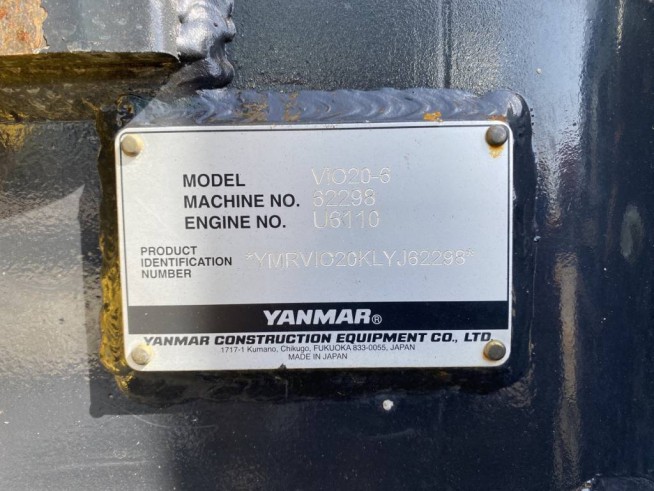 MODEL VIO20-6
MACHINE NO. 62298
ENGINE NO. U6110
PRODUCT
IDENTIFICATION *YMRVIO20KLYJ62298*
NUMBER
YANMAR®
YANMAR CONSTRUCTION EQUIPMENT CO., LTD.
1717-1 Kumano, Chikugo, FUKUOKA 833-0055, JAPAN
MADE IN JAPAN